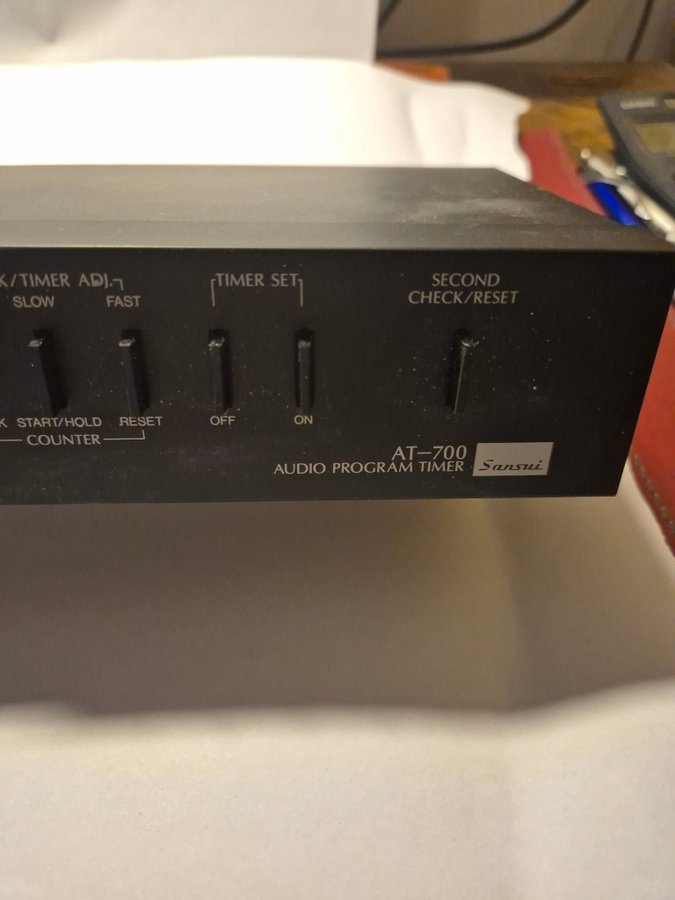 K/TIMER ADJ.
SLOW FAST
TIMER SET
SECOND
CHECK/RESET
K START/HOLD RESET
COUNTER
OFF ON
AT-700
AUDIO PROGRAM TIMER
Sansui